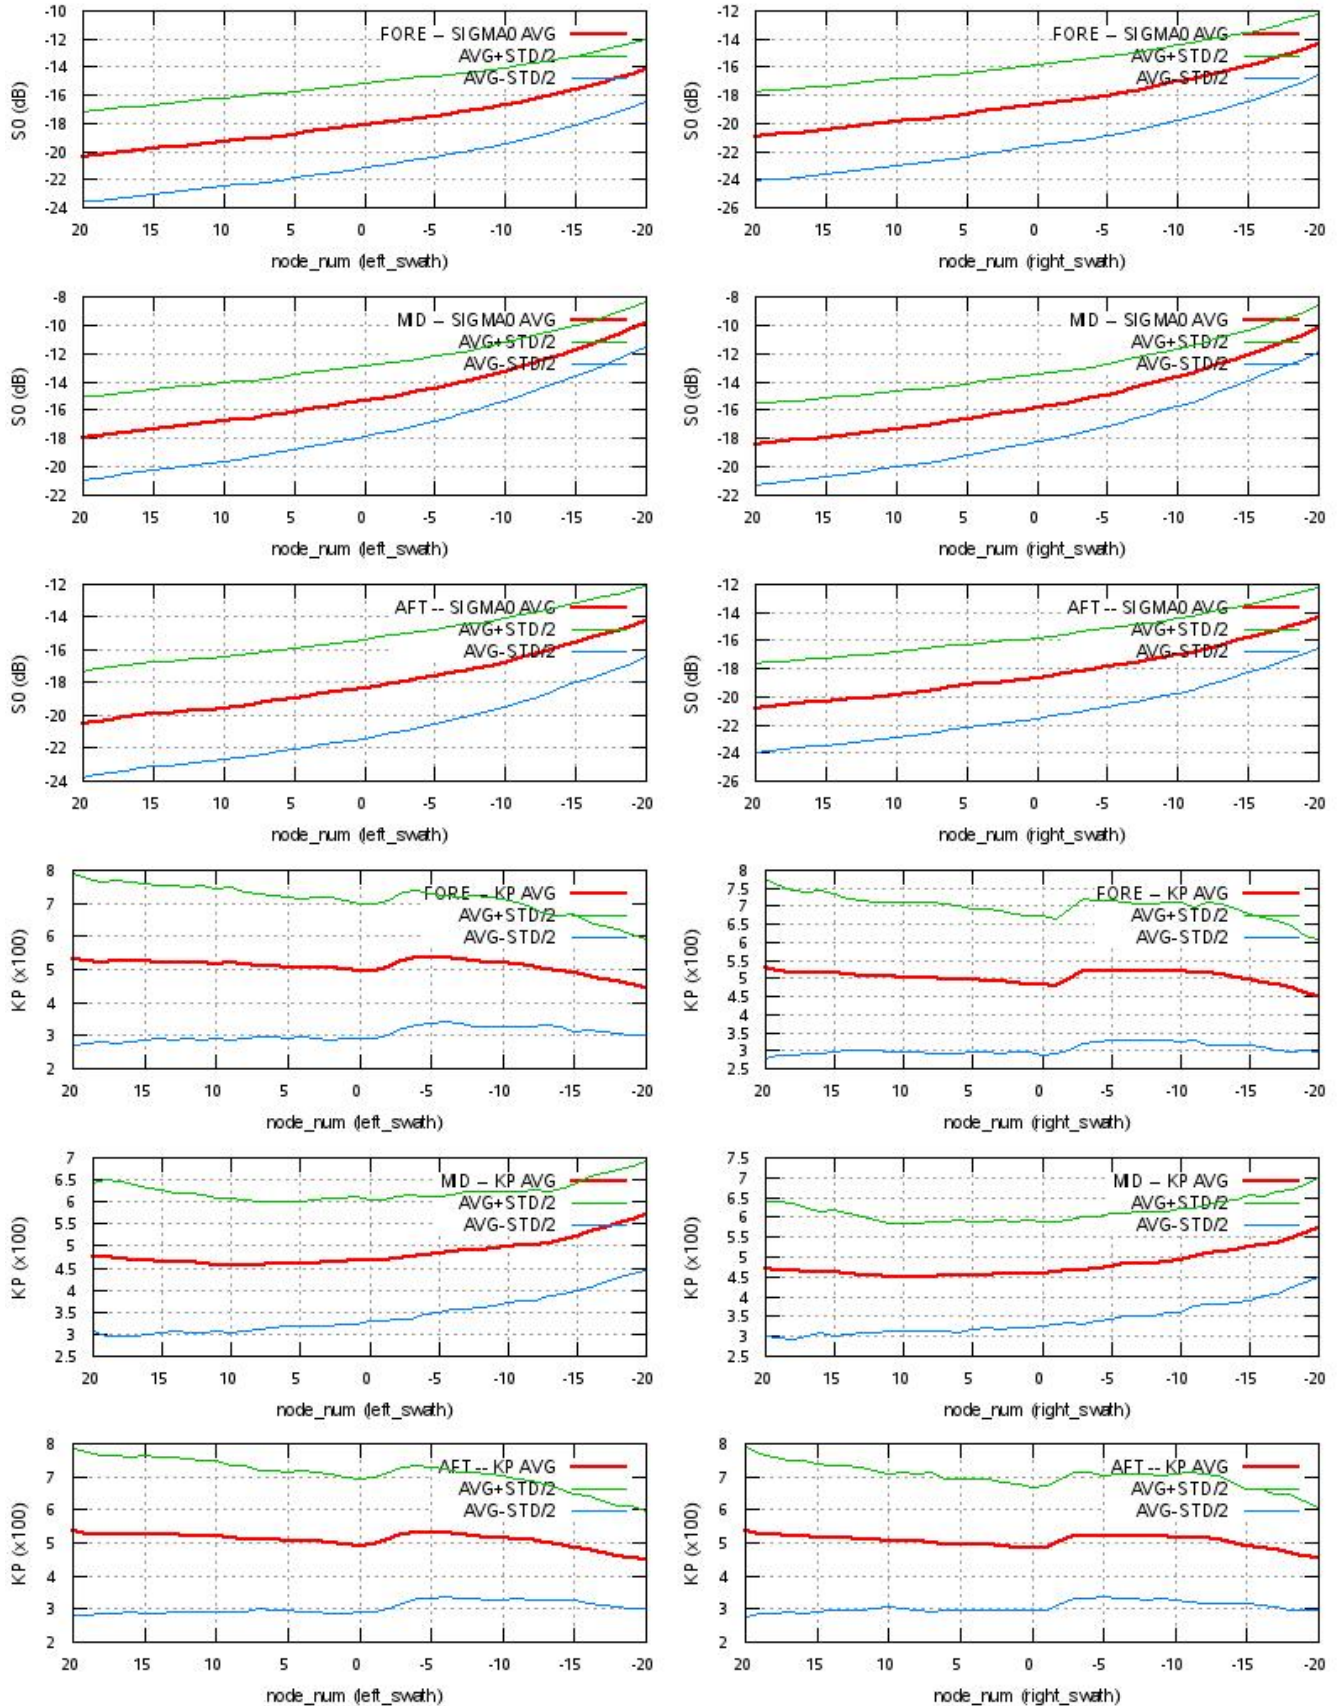 FORE -- SIGMA0 AVG
AVG+STD/2
AVG-STD/2
-10
-12
-14
-16
-18
-20
-22
-24
S0 (dB)
20 15 10 5 0 -5 -10 -15 -20
node_num (left_swath)
FORE -- SIGMA0 AVG
AVG+STD/2
AVG-STD/2
-12
-14
-16
-18
-20
-22
-24
-26
S0 (dB)
20 15 10 5 0 -5 -10 -15 -20
node_num (right_swath)
MID -- SIGMA0 AVG
AVG+STD/2
AVG-STD/2
-8
-10
-12
-14
-16
-18
-20
-22
S0 (dB)
20 15 10 5 0 -5 -10 -15 -20
node_num (left_swath)
MID -- SIGMA0 AVG
AVG+STD/2
AVG-STD/2
-8
-10
-12
-14
-16
-18
-20
-22
S0 (dB)
20 15 10 5 0 -5 -10 -15 -20
node_num (right_swath)
AFT -- SIGMA0 AVG
AVG+STD/2
AVG-STD/2
-12
-14
-16
-18
-20
-22
-24
S0 (dB)
20 15 10 5 0 -5 -10 -15 -20
node_num (left_swath)
AFT -- SIGMA0 AVG
AVG+STD/2
AVG-STD/2
-12
-14
-16
-18
-20
-22
-24
-26
S0 (dB)
20 15 10 5 0 -5 -10 -15 -20
node_num (right_swath)
FORE -- KP AVG
AVG+STD/2
AVG-STD/2
8
7
6
5
4
3
2
KP (x100)
20 15 10 5 0 -5 -10 -15 -20
node_num (left_swath)
FORE -- KP AVG
AVG+STD/2
AVG-STD/2
8
7.5
7
6.5
6
5.5
5
4.5
4
3.5
3
2.5
KP (x100)
20 15 10 5 0 -5 -10 -15 -20
node_num (right_swath)
MID -- KP AVG
AVG+STD/2
AVG-STD/2
7
6.5
6
5.5
5
4.5
4
3.5
3
2.5
KP (x100)
20 15 10 5 0 -5 -10 -15 -20
node_num (left_swath)
MID -- KP AVG
AVG+STD/2
AVG-STD/2
7.5
7
6.5
6
5.5
5
4.5
4
3.5
3
2.5
KP (x100)
20 15 10 5 0 -5 -10 -15 -20
node_num (right_swath)
AFT -- KP AVG
AVG+STD/2
AVG-STD/2
8
7
6
5
4
3
2
KP (x100)
20 15 10 5 0 -5 -10 -15 -20
node_num (left_swath)
AFT -- KP AVG
AVG+STD/2
AVG-STD/2
8
7
6
5
4
3
2
KP (x100)
20 15 10 5 0 -5 -10 -15 -20
node_num (right_swath)